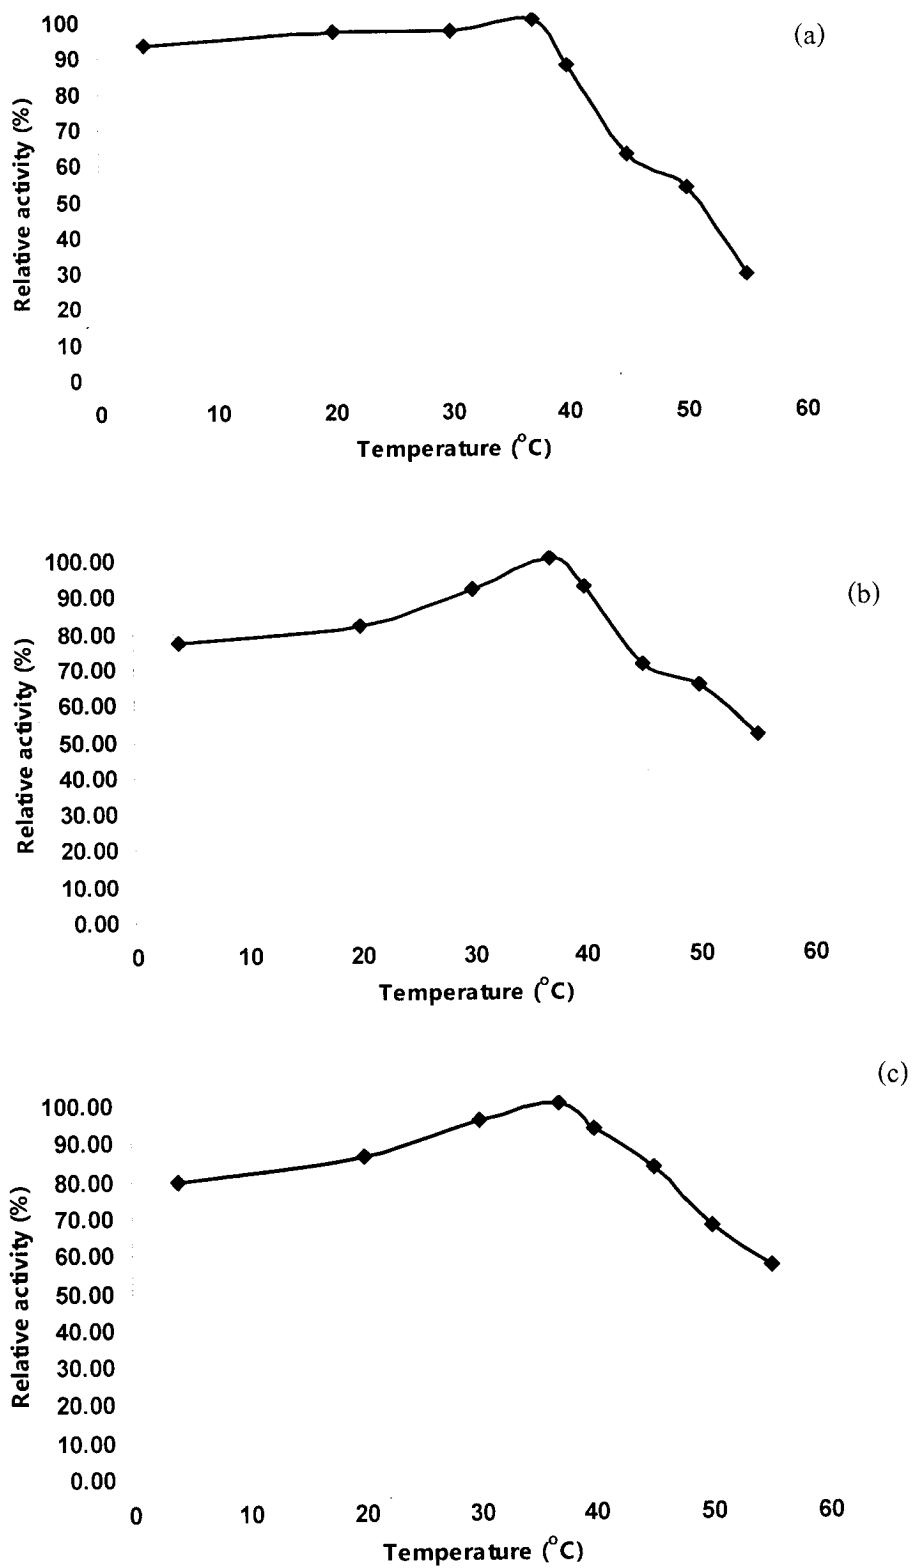 (a)
100
90
80
70
60
50
40
30
20
10
0
Relative activity (%)
0 10 20 30 40 50 60
Temperature (°C)
(b)
100.00
90.00
80.00
70.00
60.00
50.00
40.00
30.00
20.00
10.00
0.00
Relative activity (%)
0 10 20 30 40 50 60
Temperature (°C)
(c)
100.00
90.00
80.00
70.00
60.00
50.00
40.00
30.00
20.00
10.00
0.00
Relative activity (%)
0 10 20 30 40 50 60
Temperature (°C)